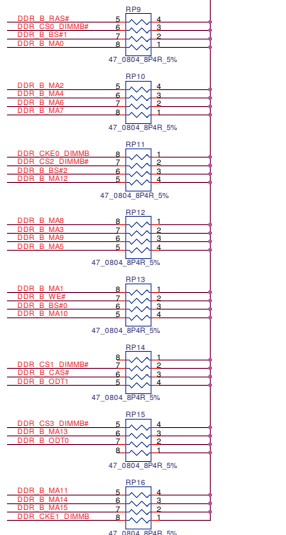 RP9
DDR_B_RAS# 5 4
DDR_CS0_DIMMB# 6 3
DDR_B_BS#1 7 2
DDR_B_MA0 8 1
47_0804_8P4R_5%
RP10
DDR_B_MA2 5 4
DDR_B_MA4 6 3
DDR_B_MA6 7 2
DDR_B_MA7 8 1
47_0804_8P4R_5%
RP11
DDR_CKE0_DIMMB 8 1
DDR_CS2_DIMMB# 7 2
DDR_B_BS#2 6 3
DDR_B_MA12 5 4
47_0804_8P4R_5%
RP12
DDR_B_MA8 8 1
DDR_B_MA3 7 2
DDR_B_MA9 6 3
DDR_B_MA5 5 4
47_0804_8P4R_5%
RP13
DDR_B_MA1 8 1
DDR_B_WE# 7 2
DDR_B_BS#0 6 3
DDR_B_MA10 5 4
47_0804_8P4R_5%
RP14
8 1
DDR_CS1_DIMMB# 7 2
DDR_B_CAS# 6 3
DDR_B_ODT1 5 4
47_0804_8P4R_5%
RP15
DDR_CS3_DIMMB# 5 4
DDR_B_MA13 6 3
DDR_B_ODT0 7 2
8 1
47_0804_8P4R_5%
RP16
DDR_B_MA11 5 4
DDR_B_MA14 6 3
DDR_B_MA15 7 2
DDR_CKE1_DIMMB 8 1
47_0804_8P4R_5%